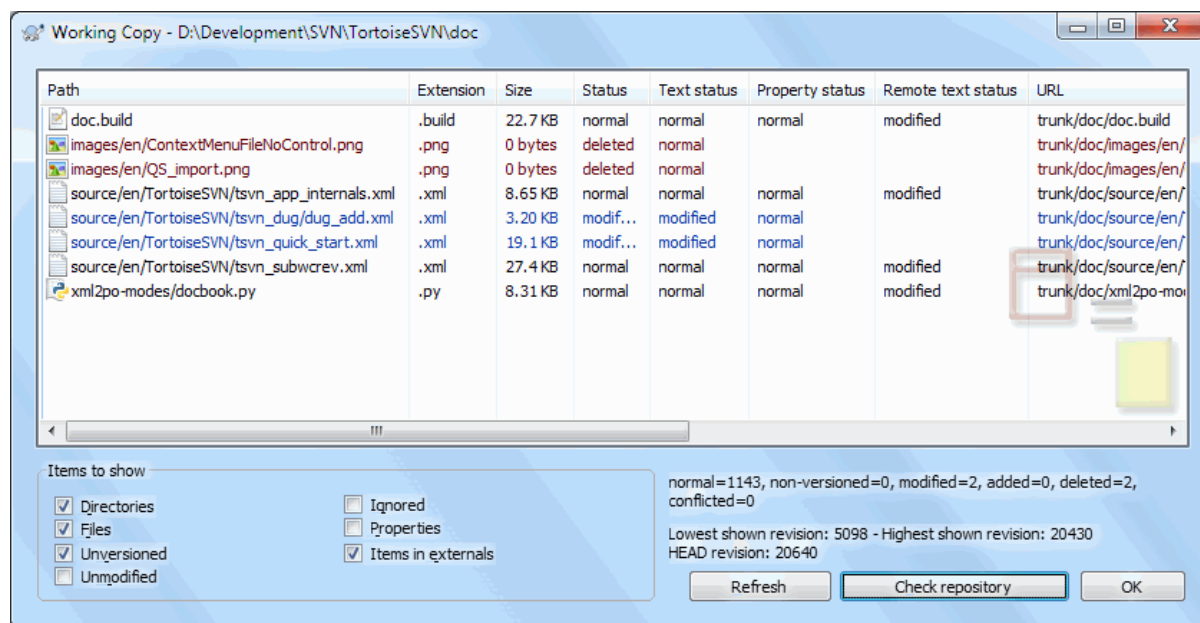 Working Copy - D:\Development\SVN\TortoiseSVN\doc
Path Extension Size Status Text status Property status Remote text status URL
doc.build .build 22.7 KB normal normal normal modified trunk/doc/doc.build
images/en/ContextMenuFileNoControl.png .png 0 bytes deleted normal trunk/doc/images/en/
images/en/QS_import.png .png 0 bytes deleted normal trunk/doc/images/en/
source/en/TortoiseSVN/tsvn_app_internals.xml .xml 8.65 KB normal normal normal modified trunk/doc/source/en/
source/en/TortoiseSVN/tsvn_dug/dug_add.xml .xml 3.20 KB modif... modified normal trunk/doc/source/en/
source/en/TortoiseSVN/tsvn_quick_start.xml .xml 19.1 KB modif... modified normal trunk/doc/source/en/
source/en/TortoiseSVN/tsvn_subwcrev.xml .xml 27.4 KB normal normal normal modified trunk/doc/source/en/
xml2po-modes/docbook.py .py 8.31 KB normal normal normal modified trunk/doc/xml2po-mo
Items to show
Directories
Files
Unversioned
Unmodified
Ignored
Properties
Items in externals
normal=1143, non-versioned=0, modified=2, added=0, deleted=2,
conflicted=0
Lowest shown revision: 5098 - Highest shown revision: 20430
HEAD revision: 20640
Refresh Check repository OK